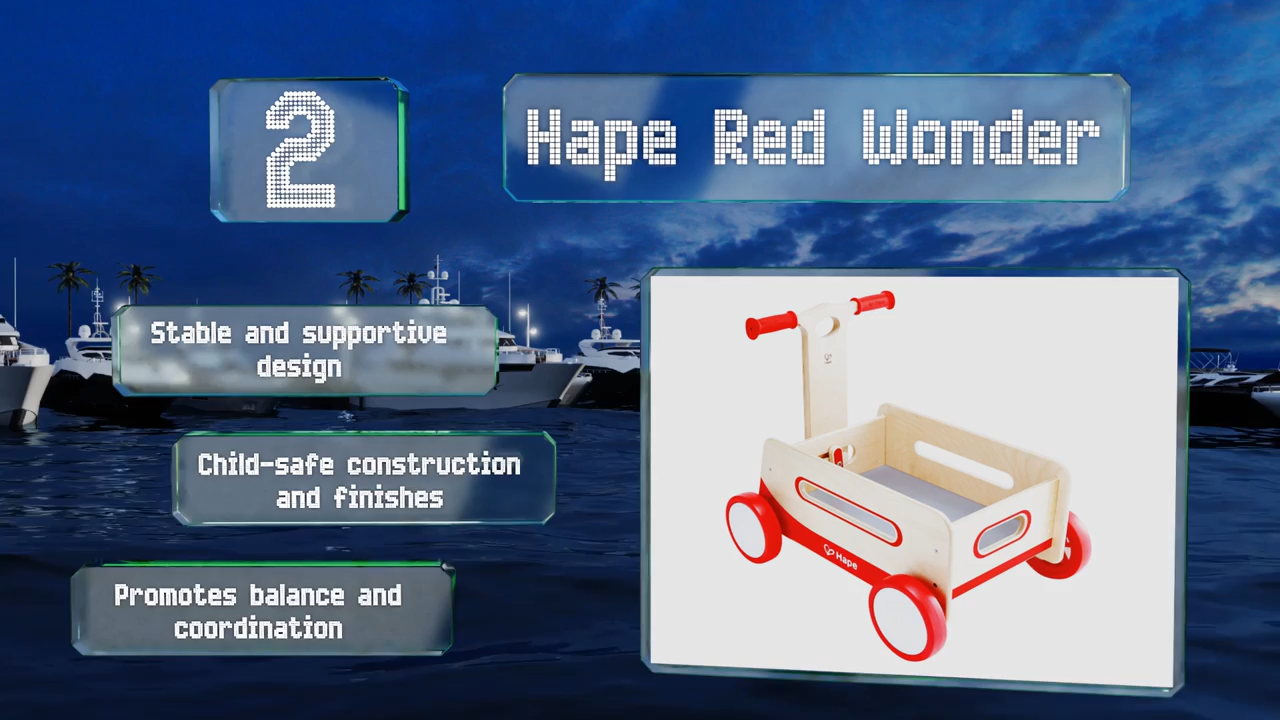 2
Hape Red Wonder
Stable and supportive
design
Child-safe construction
and finishes
Promotes balance and
coordination
Hape